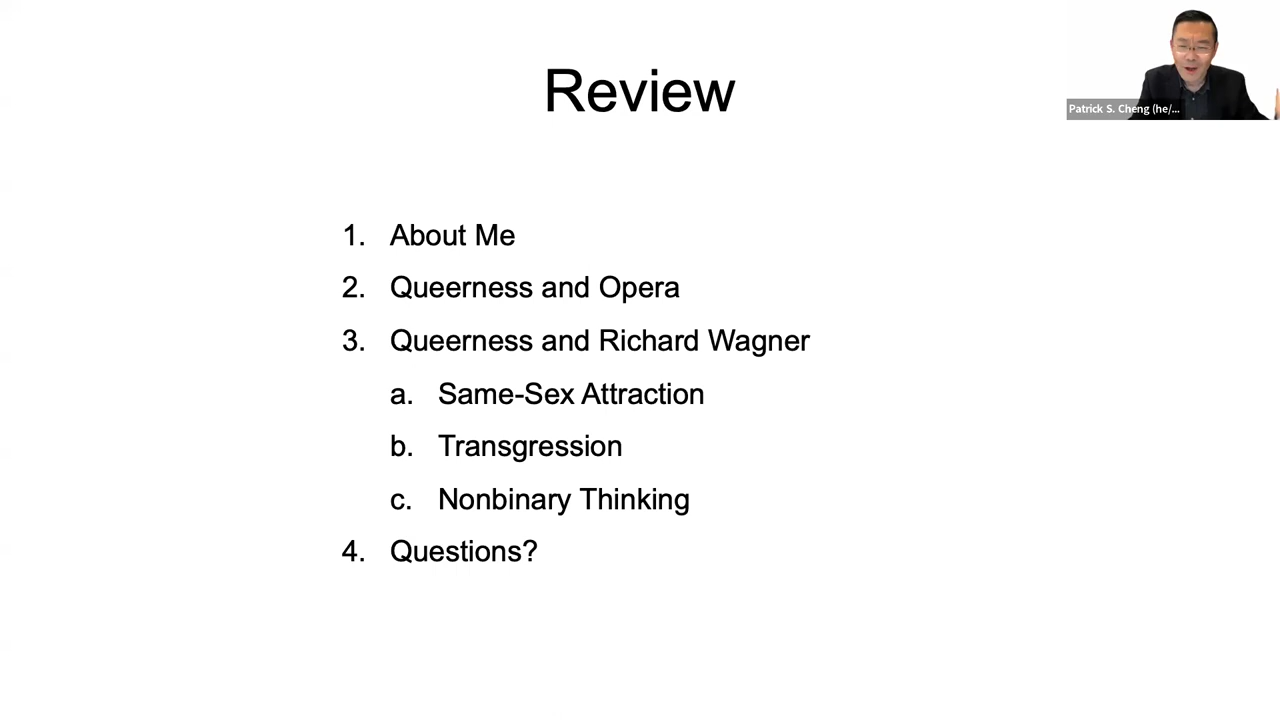 Review
Patrick S. Cheng (he/...
1. About Me
2. Queerness and Opera
3. Queerness and Richard Wagner
a. Same-Sex Attraction
b. Transgression
c. Nonbinary Thinking
4. Questions?